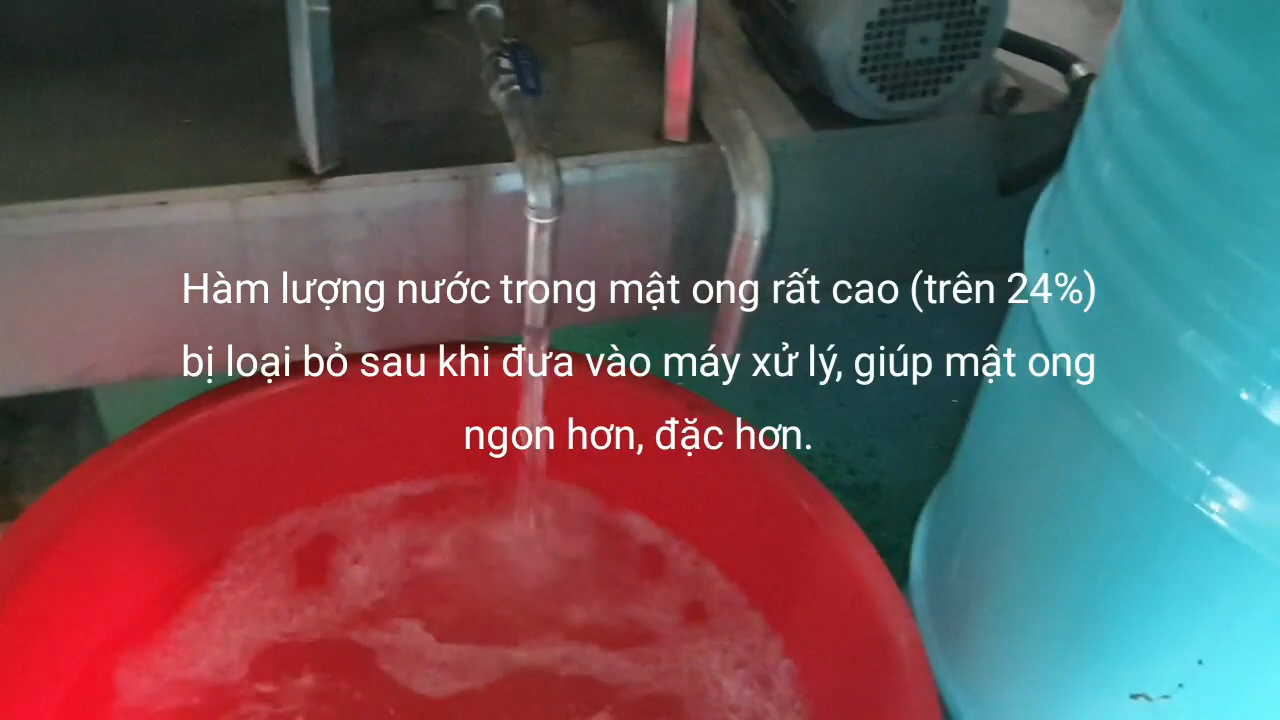 Hàm lượng nước trong mật ong rất cao (trên 24%)
bị loại bỏ sau khi đưa vào máy xử lý, giúp mật ong
ngon hơn, đặc hơn.